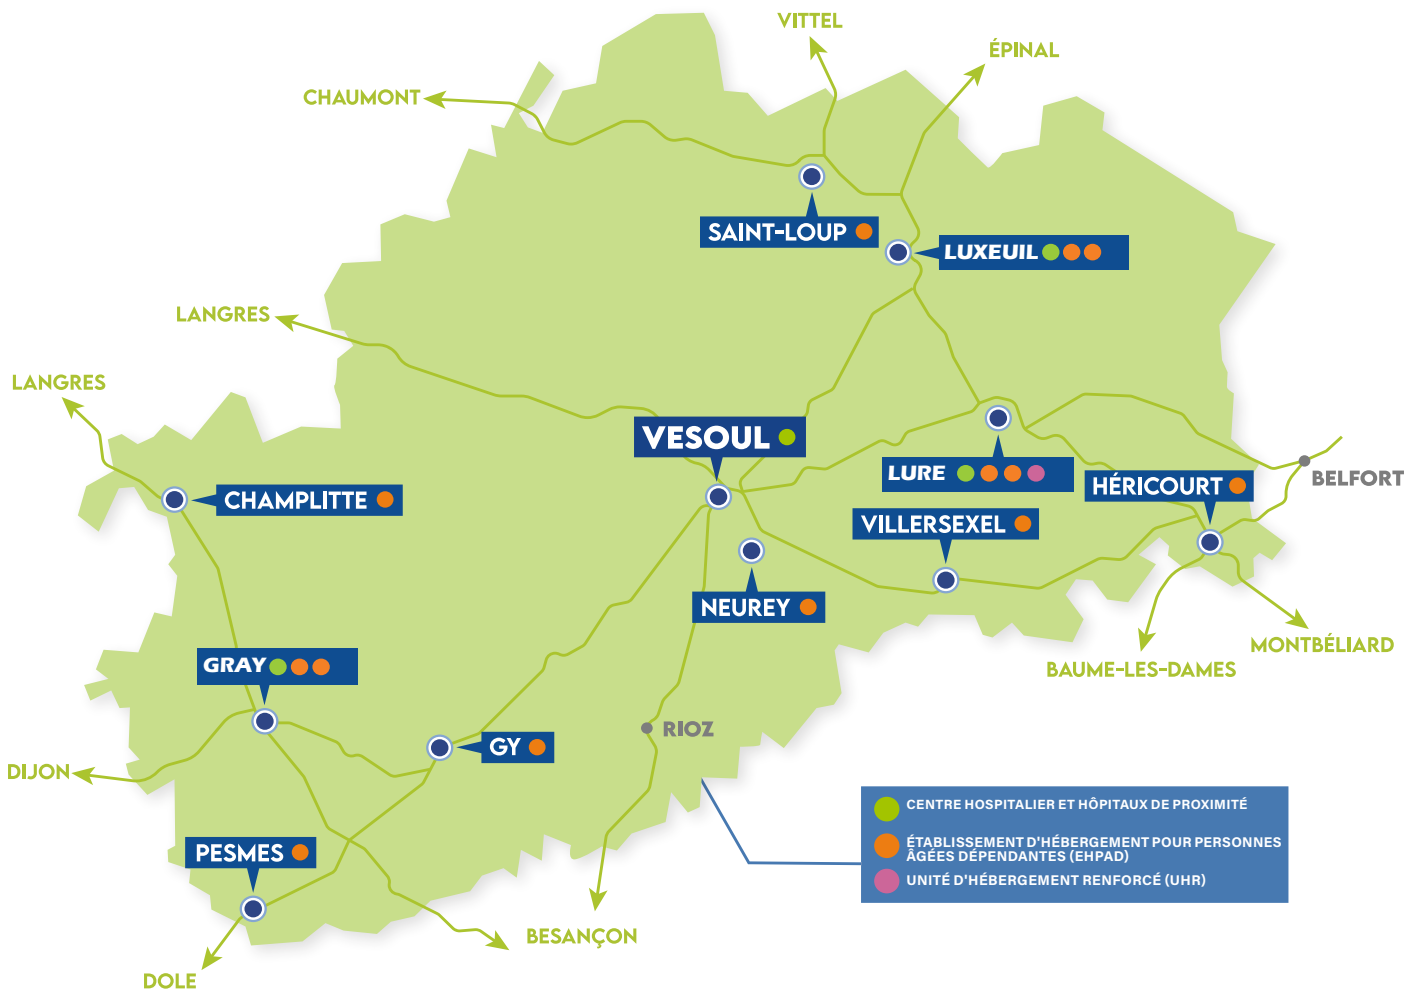 VITTEL
ÉPINAL
CHAUMONT
SAINT-LOUP
LUXEUIL
LANGRES
LANGRES
VESOUL
LURE
HÉRICOURT
BELFORT
CHAMPLITTE
VILLERSEXEL
NEUREY
MONTBÉLIARD
BAUME-LES-DAMES
GRAY
RIOZ
GY
DIJON
CENTRE HOSPITALIER ET HÔPITAUX DE PROXIMITÉ
ÉTABLISSEMENT D'HÉBERGEMENT POUR PERSONNES
ÂGÉES DÉPENDANTES (EHPAD)
UNITÉ D'HÉBERGEMENT RENFORCÉ (UHR)
PESMES
BESANÇON
DOLE